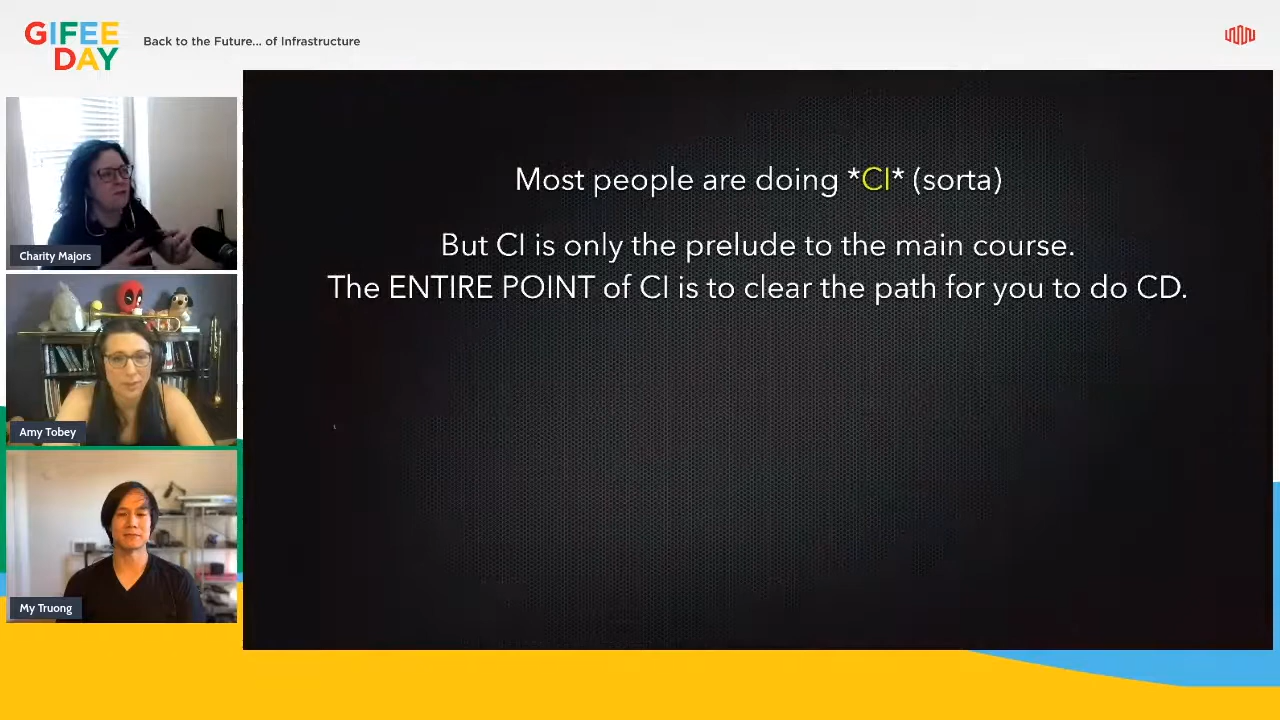 GIFEE
DAY
Back to the Future... of Infrastructure
Charity Majors
Amy Tobey
My Truong
Most people are doing *CI* (sorta)
But CI is only the prelude to the main course.
The ENTIRE POINT of CI is to clear the path for you to do CD.